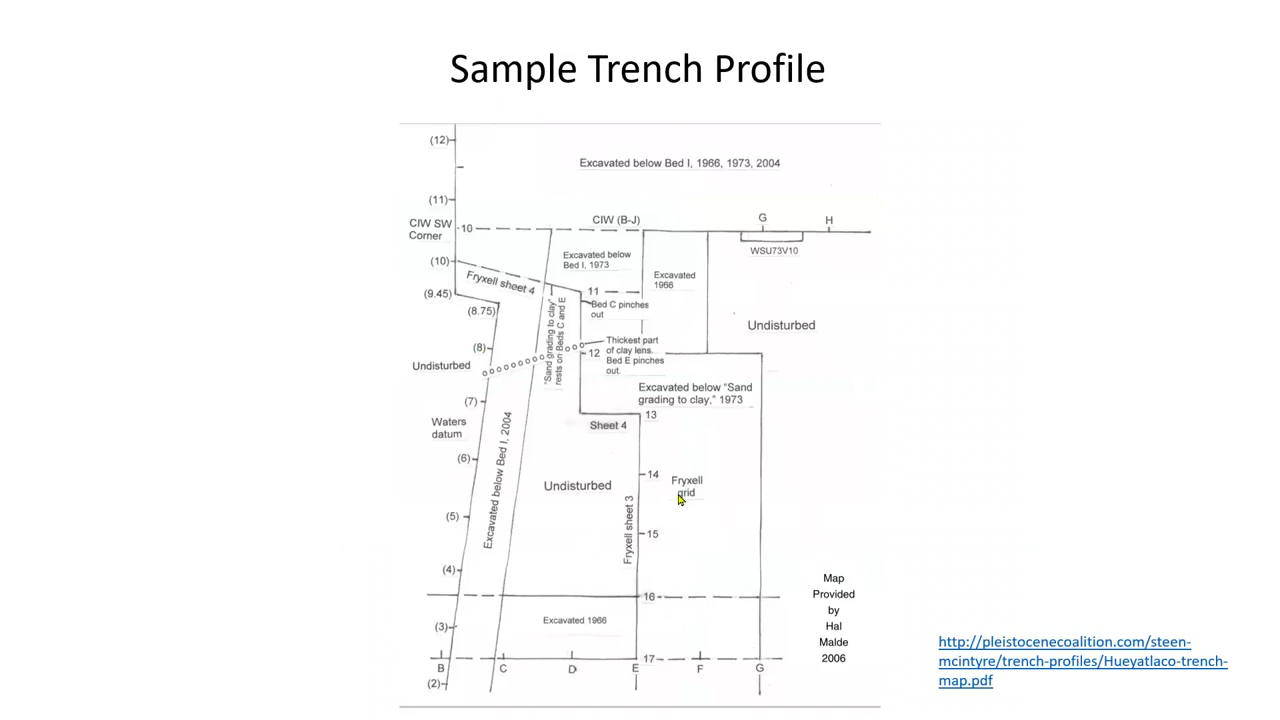 Sample Trench Profile
(12)
Excavated below Bed I, 1966, 1973, 2004
(11)
CIW SW
Corner
10
CIW (B-J)
G
H
WSU73V10
Excavated below
Bed I, 1973
Excavated
1966
(10)
Fryxell sheet 4
11
(9.45)
Bed C pinches
out
(8.75)
"Sand grading to clay"
rests on Beds C and E
Undisturbed
(8)
Thickest part
of clay lens.
Bed E pinches
out.
12
Undisturbed
Excavated below "Sand
grading to clay," 1973
(7)
13
Waters
datum
Sheet 4
Excavated below Bed I, 2004
(6)
14
Undisturbed
Fryxell
grid
Fryxell sheet 3
(5)
15
(4)
16
Map
Provided
by
Hal
Malde
2006
Excavated 1966
(3)
17
B
C
D
E
F
G
(2)
http://pleistocenecoalition.com/steen-
mcintyre/trench-profiles/Hueyatlaco-trench-
map.pdf